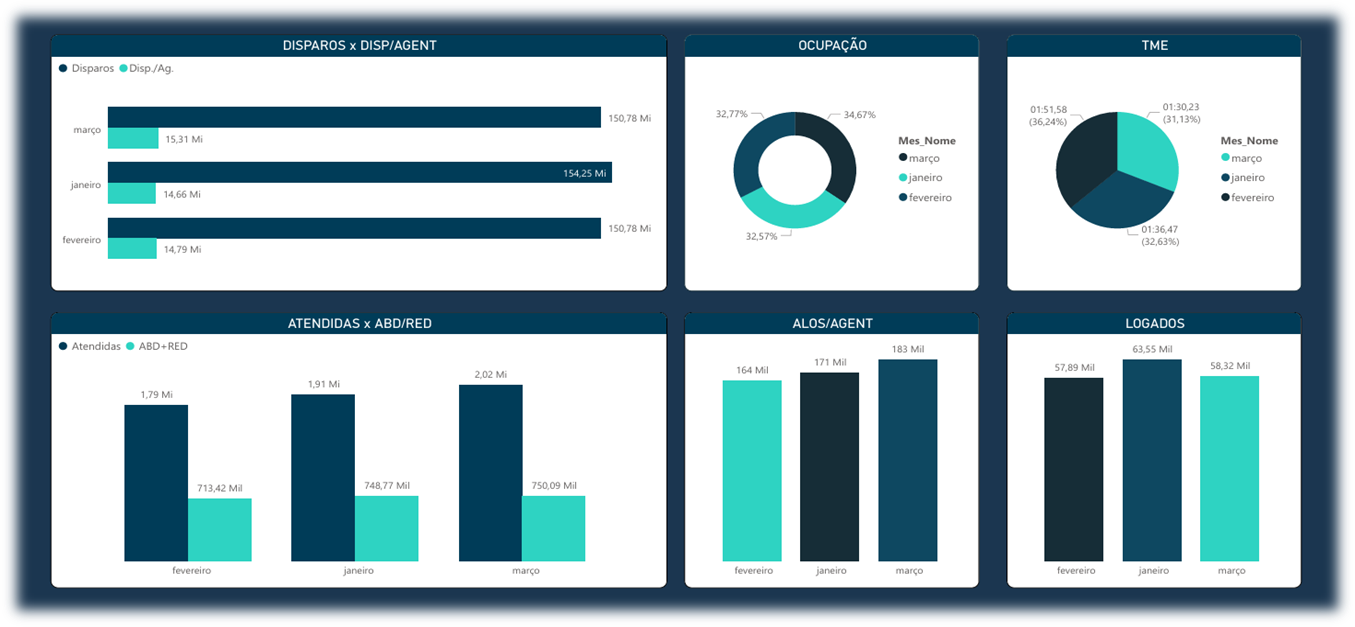 DISPAROS x DISP/AGENT
Disparos Disp./Ag.
março
150,78 Mi
15,31 Mi
janeiro
154,25 Mi
14,66 Mi
fevereiro
150,78 Mi
14,79 Mi
OCUPAÇÃO
32,77%
34,67%
32,57%
Mes_Nome
março
janeiro
fevereiro
TME
01:51,58
(36,24%)
01:30,23
(31,13%)
01:36,47
(32,63%)
Mes_Nome
março
janeiro
fevereiro
ATENDIDAS x ABD/RED
Atendidas ABD+RED
1,79 Mi
713,42 Mil
1,91 Mi
748,77 Mil
2,02 Mi
750,09 Mil
fevereiro
janeiro
março
ALOS/AGENT
164 Mil
171 Mil
183 Mil
fevereiro
janeiro
março
LOGADOS
57,89 Mil
63,55 Mil
58,32 Mil
fevereiro
janeiro
março